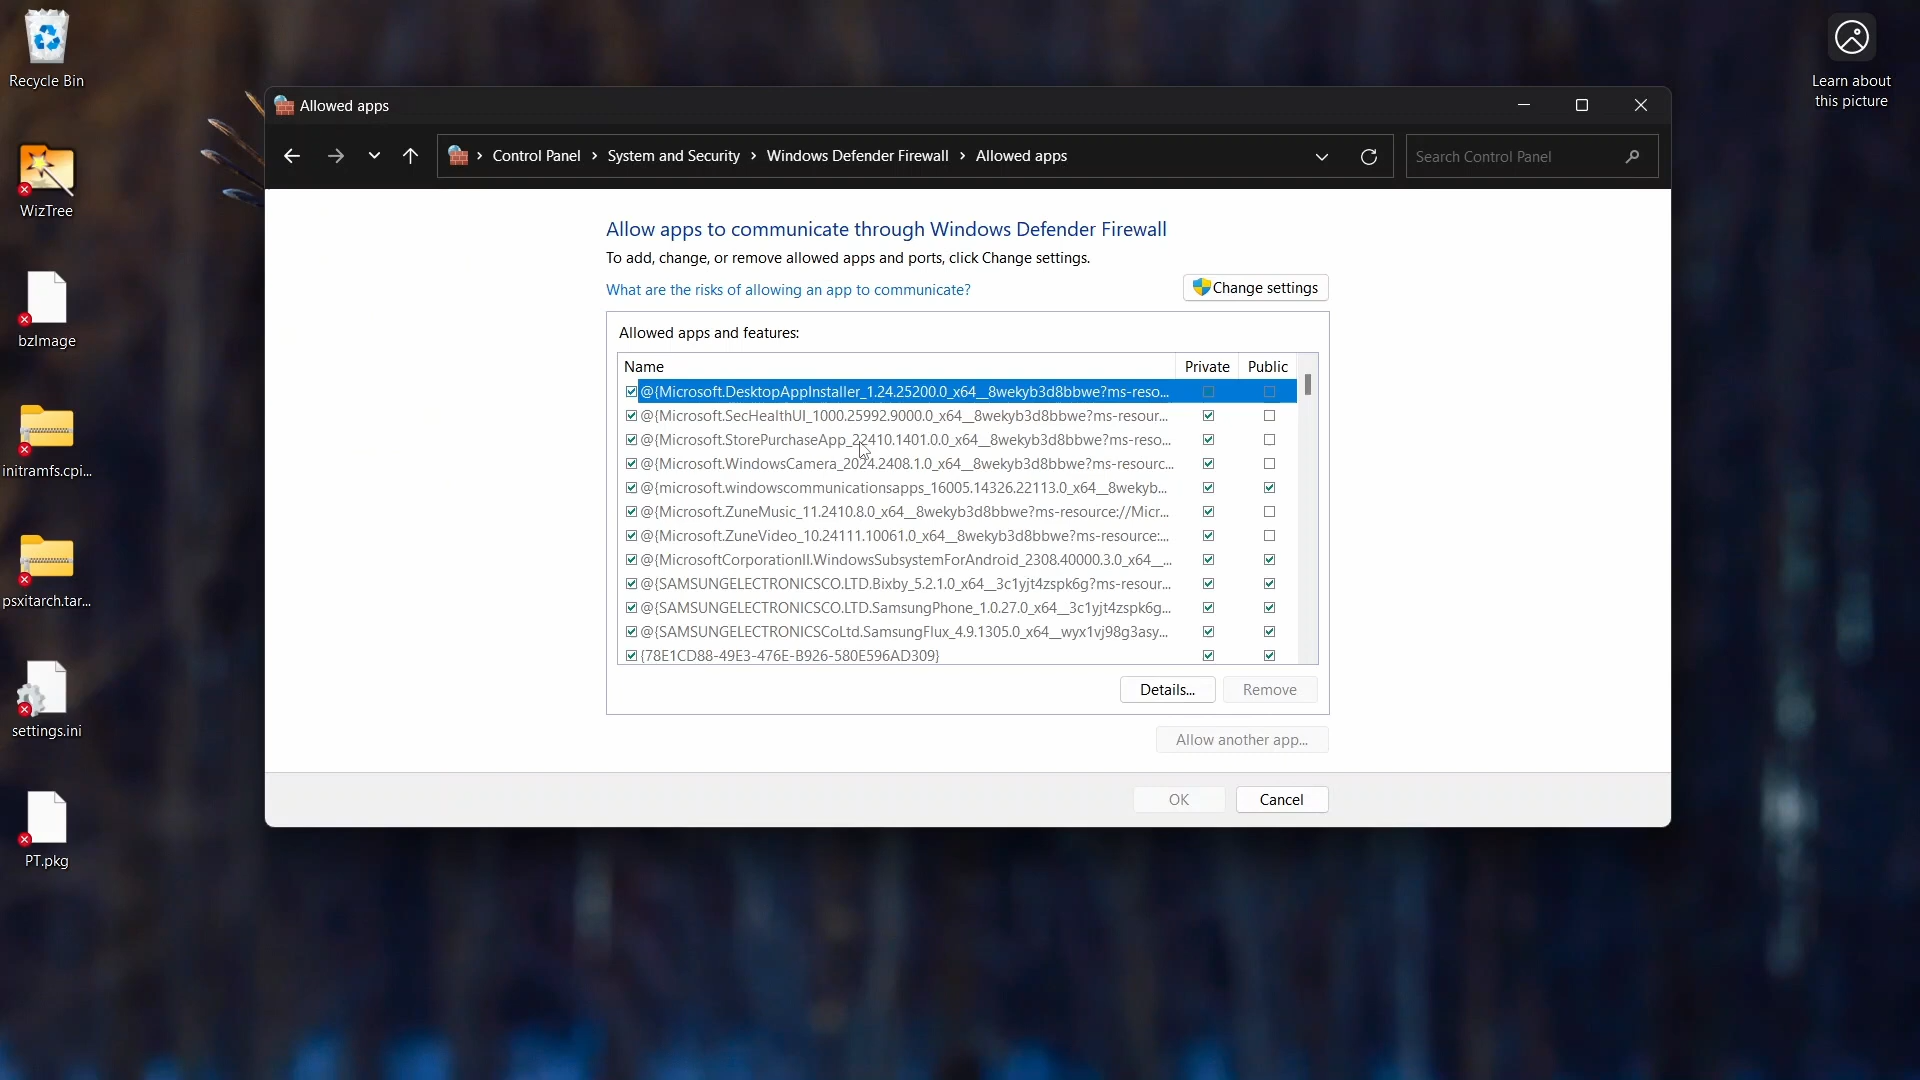 Recycle Bin
Learn about
this picture
WizTree
bzImage
initramfs.cpi...
psxitarch.tar...
settings.ini
PT.pkg
Allowed apps
Control Panel > System and Security > Windows Defender Firewall > Allowed apps
Search Control Panel
Allow apps to communicate through Windows Defender Firewall
To add, change, or remove allowed apps and ports, click Change settings.
What are the risks of allowing an app to communicate?
Change settings
Allowed apps and features:
Name Private Public
@{Microsoft.DesktopAppInstaller_1.24.25200.0_x64__8wekyb3d8bbwe?ms-reso...
@{Microsoft.SecHealthUI_1000.25992.9000.0_x64__8wekyb3d8bbwe?ms-resour...
@{Microsoft.StorePurchaseApp_22410.1401.0.0_x64__8wekyb3d8bbwe?ms-reso...
@{Microsoft.WindowsCamera_2024.2408.1.0_x64__8wekyb3d8bbwe?ms-resourc...
@{microsoft.windowscommunicationsapps_16005.14326.22113.0_x64__8wekyb...
@{Microsoft.ZuneMusic_11.2410.8.0_x64__8wekyb3d8bbwe?ms-resource://Micr...
@{Microsoft.ZuneVideo_10.24111.10061.0_x64__8wekyb3d8bbwe?ms-resource:...
@{MicrosoftCorporationII.WindowsSubsystemForAndroid_2308.40000.3.0_x64__...
@{SAMSUNGELECTRONICSCO.LTD.Bixby_5.2.1.0_x64__3c1yjt4zspk6g?ms-resour...
@{SAMSUNGELECTRONICSCO.LTD.SamsungPhone_1.0.27.0_x64__3c1yjt4zspk6g...
@{SAMSUNGELECTRONICSCoLtd.SamsungFlux_4.9.1305.0_x64__wyx1vj98g3asy...
{78E1CD88-49E3-476E-B926-580E596AD309}
Details... Remove
Allow another app...
OK Cancel